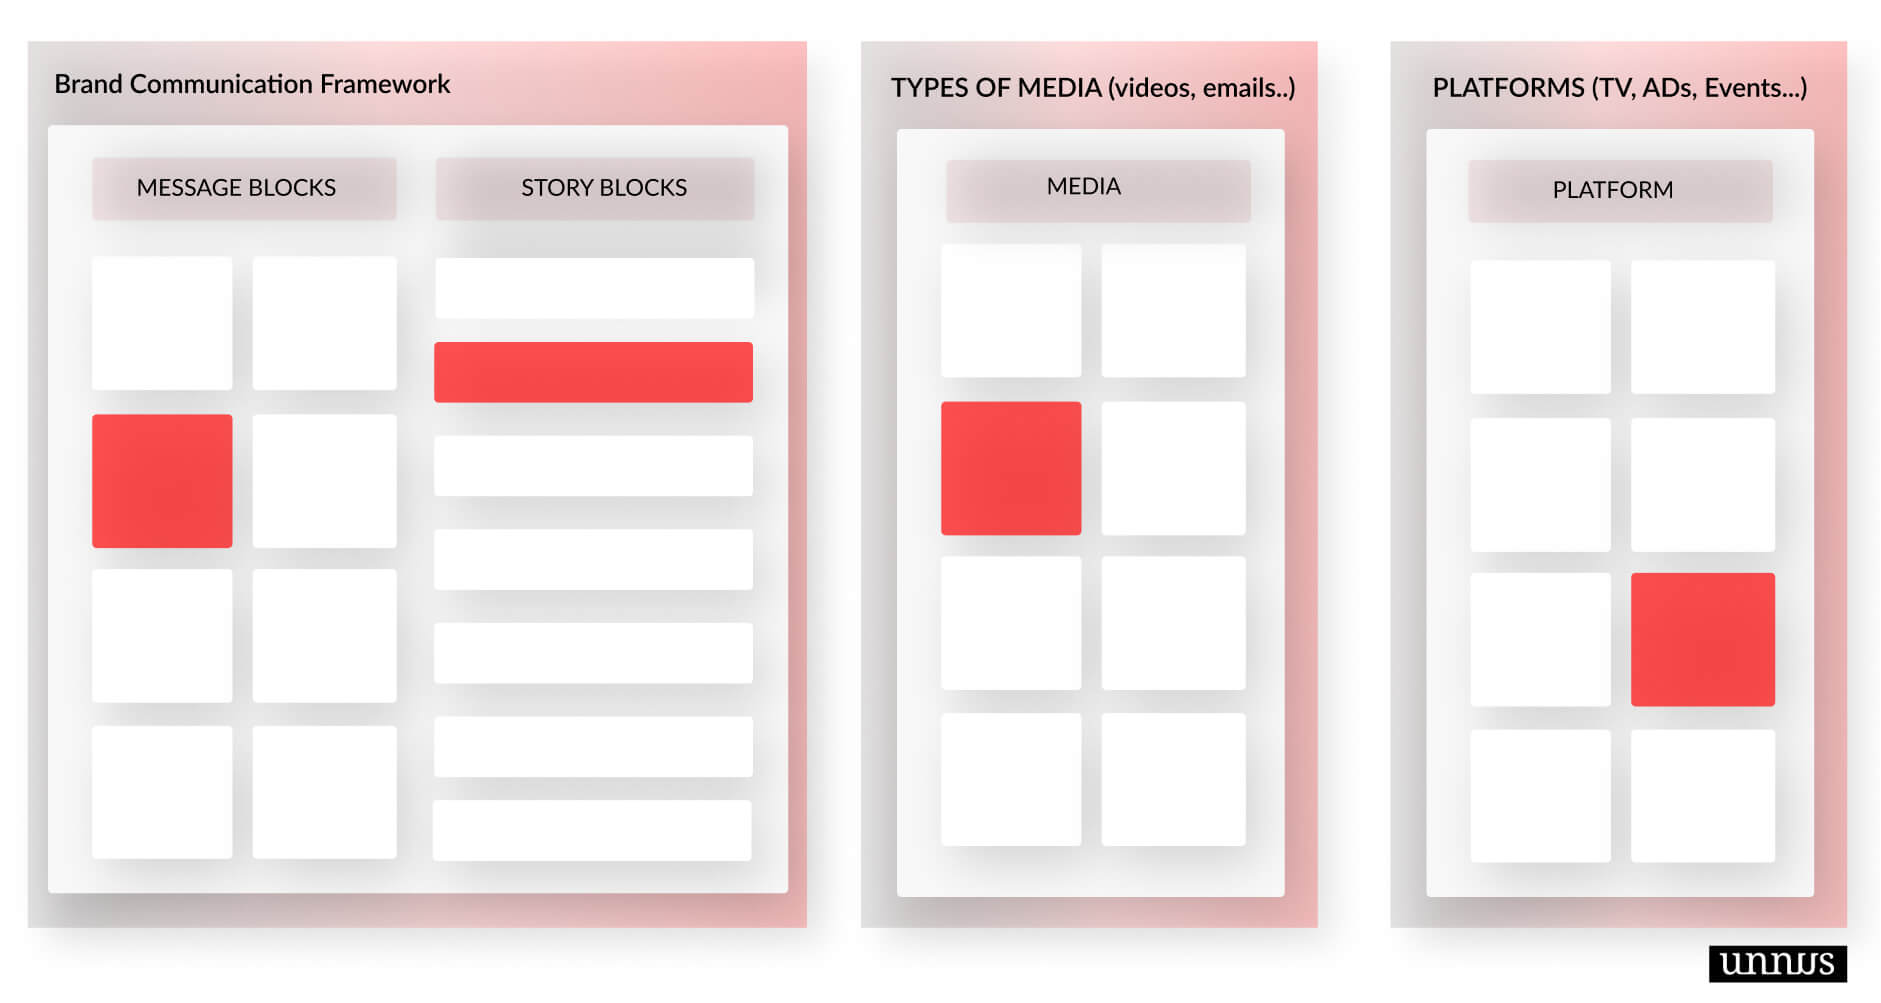 Brand Communication Framework
MESSAGE BLOCKS
STORY BLOCKS
TYPES OF MEDIA (videos, emails..)
MEDIA
PLATFORMS (TV, ADs, Events...)
PLATFORM
unnus